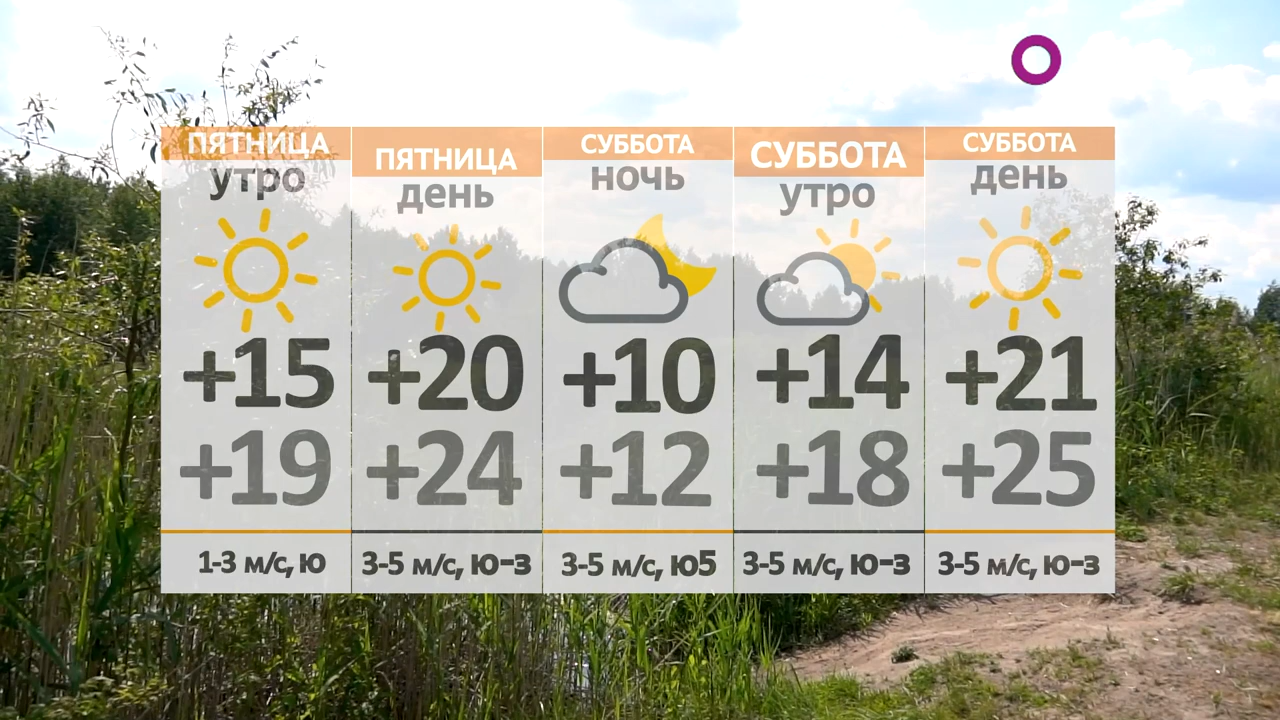 ПЯТНИЦА
утро
+15
+19
1-3 м/с, ю
ПЯТНИЦА
день
+20
+24
3-5 м/с, ю-з
СУББОТА
ночь
+10
+12
3-5 м/с, ю5
СУББОТА
утро
+14
+18
3-5 м/с, ю-з
СУББОТА
день
+21
+25
3-5 м/с, ю-з